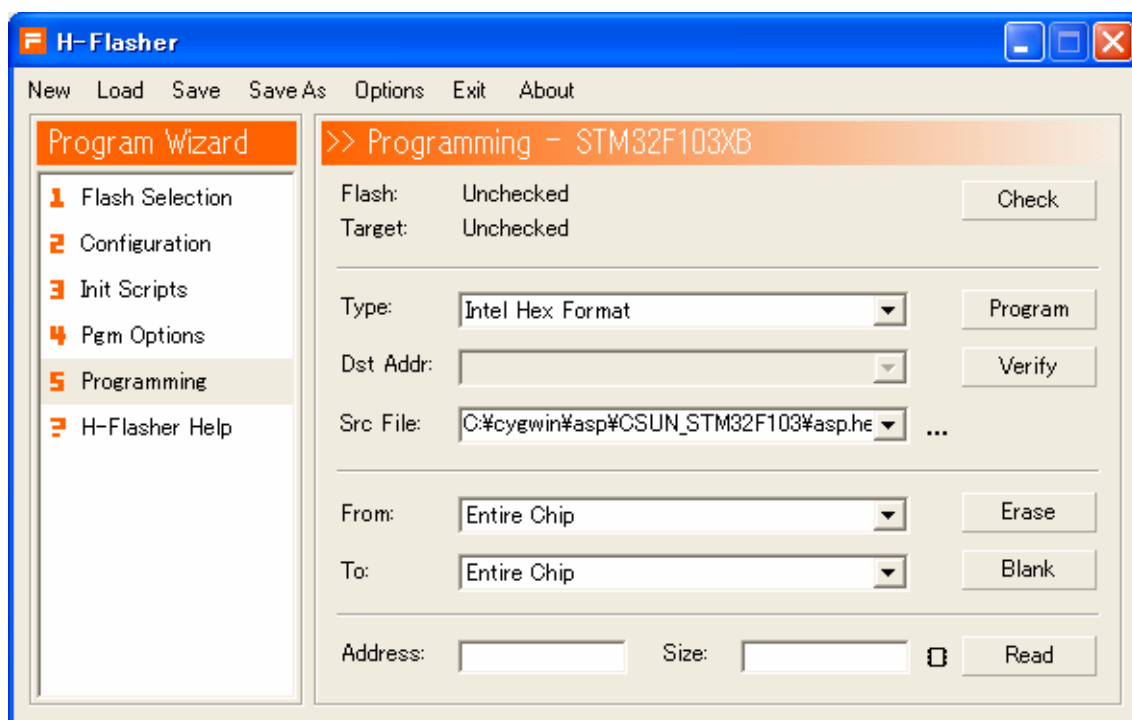 H-Flasher
New Load Save Save As Options Exit About
Program Wizard
1 Flash Selection
2 Configuration
3 Init Scripts
4 Pgm Options
5 Programming
? H-Flasher Help
>> Programming - STM32F103XB
Flash: Unchecked Check
Target: Unchecked
Type: Intel Hex Format Program
Dst Addr: Verify
Src File: C:¥cygwin¥asp¥CSUN_STM32F103¥asp.he ...
From: Entire Chip Erase
To: Entire Chip Blank
Address: Size: Read